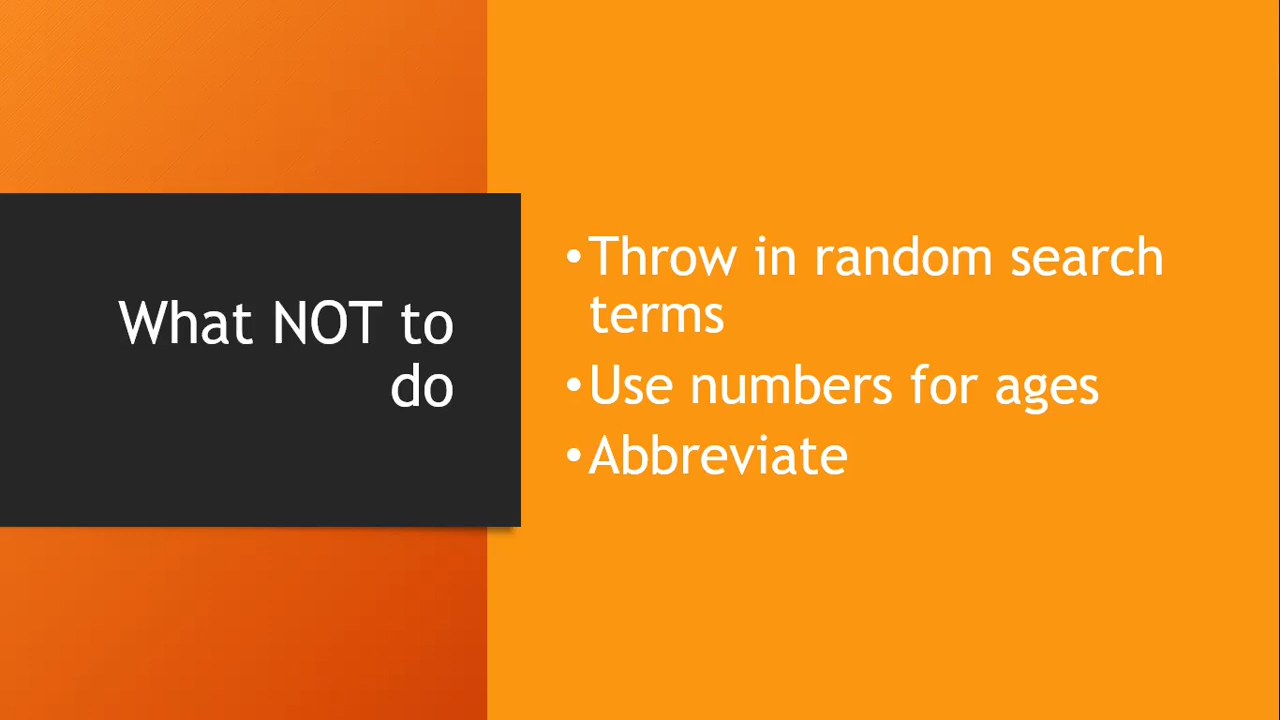 What NOT to
do
•Throw in random search
terms
•Use numbers for ages
•Abbreviate